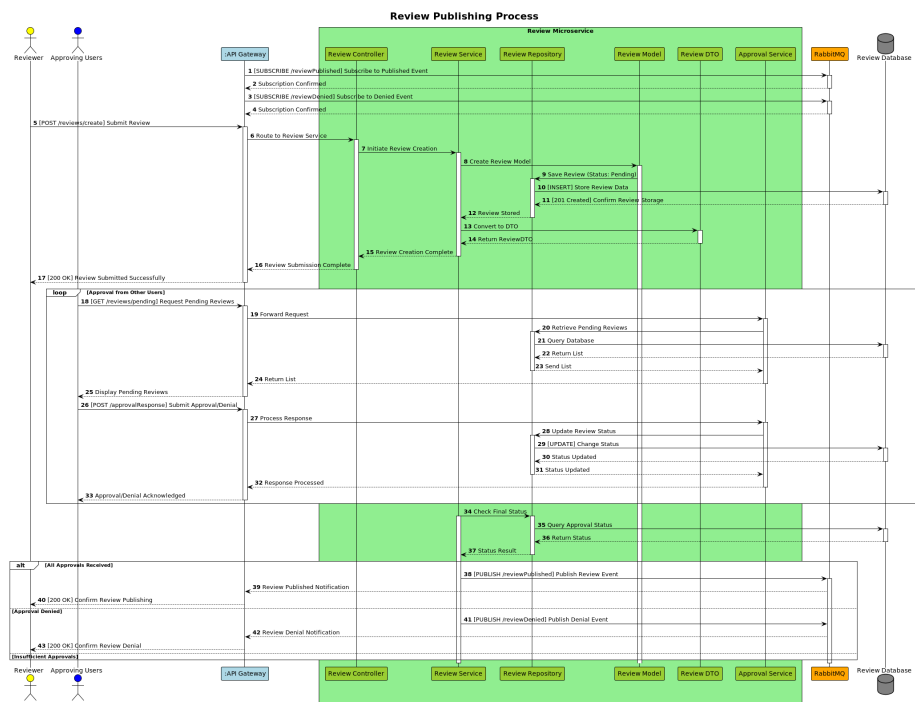 Review Publishing Process
Review Microservice
Reviewer
Approving Users
:API Gateway
Review Controller
Review Service
Review Repository
Review Model
Review DTO
Approval Service
RabbitMQ
Review Database
1 [SUBSCRIBE /reviewPublished] Subscribe to Published Event
2 Subscription Confirmed
3 [SUBSCRIBE /reviewDenied] Subscribe to Denied Event
4 Subscription Confirmed
5 [POST /reviews/create] Submit Review
6 Route to Review Service
7 Initiate Review Creation
8 Create Review Model
9 Save Review (Status: Pending)
10 [INSERT] Store Review Data
11 [201 Created] Confirm Review Storage
12 Review Stored
13 Convert to DTO
14 Return ReviewDTO
15 Review Creation Complete
16 Review Submission Complete
17 [200 OK] Review Submitted Successfully
loop [Approval from Other Users]
18 [GET /reviews/pending] Request Pending Reviews
19 Forward Request
20 Retrieve Pending Reviews
21 Query Database
22 Return List
23 Send List
24 Return List
25 Display Pending Reviews
26 [POST /approvalResponse] Submit Approval/Denial
27 Process Response
28 Update Review Status
29 [UPDATE] Change Status
30 Status Updated
31 Status Updated
32 Response Processed
33 Approval/Denial Acknowledged
34 Check Final Status
35 Query Approval Status
36 Return Status
37 Status Result
alt [All Approvals Received]
38 [PUBLISH /reviewPublished] Publish Review Event
39 Review Published Notification
40 [200 OK] Confirm Review Publishing
[Approval Denied]
41 [PUBLISH /reviewDenied] Publish Denial Event
42 Review Denial Notification
43 [200 OK] Confirm Review Denial
[Insufficient Approvals]
Reviewer
Approving Users
:API Gateway
Review Controller
Review Service
Review Repository
Review Model
Review DTO
Approval Service
RabbitMQ
Review Database